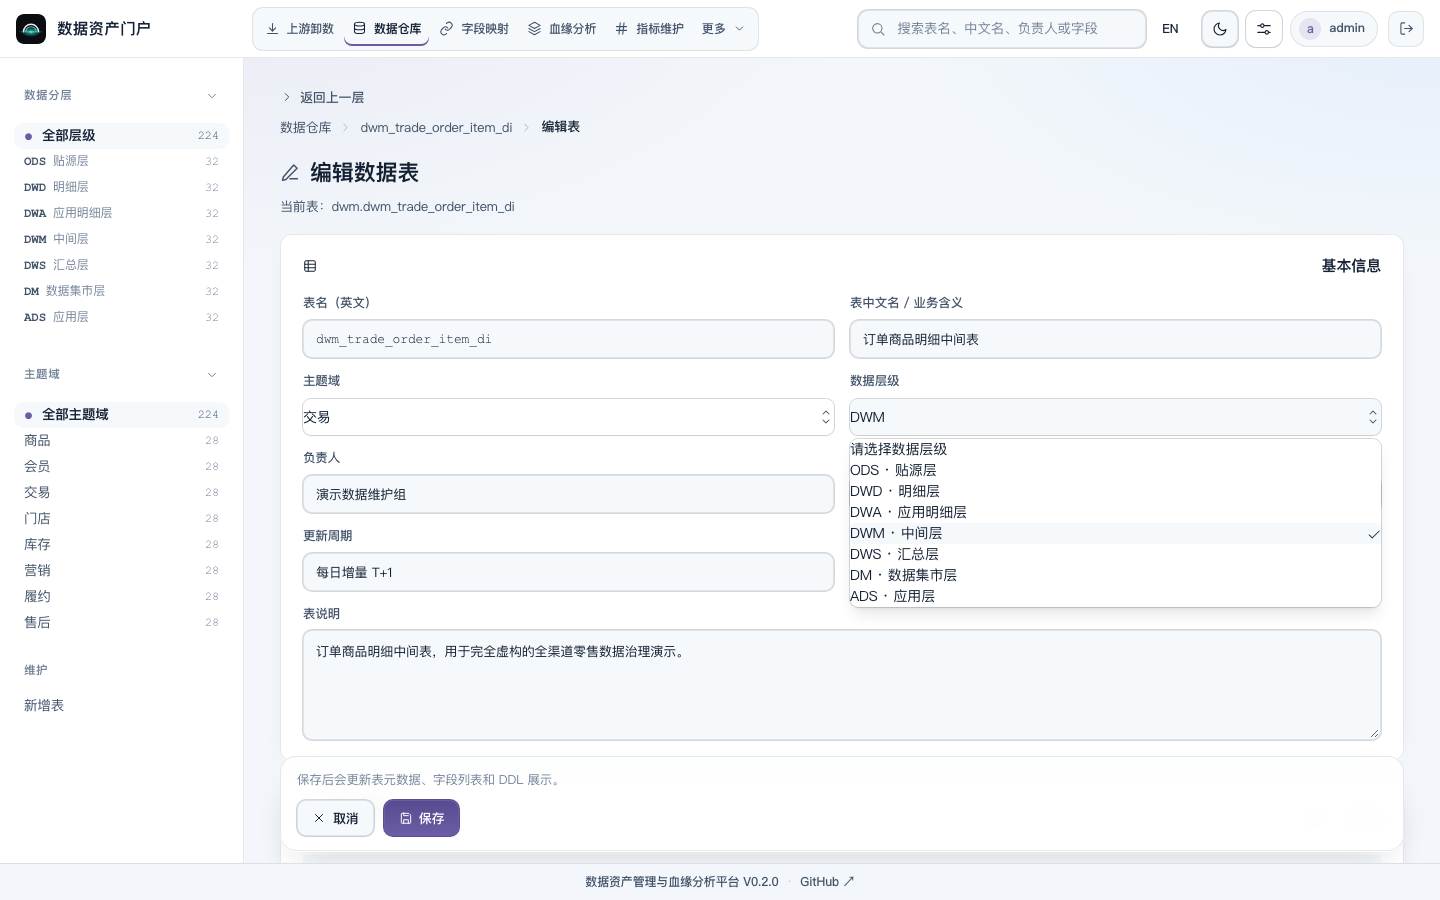 数据资产门户
上游卸数
数据仓库
字段映射
血缘分析
指标维护
更多
搜索表名、中文名、负责人或字段
EN
a
admin
数据分层
全部层级 224
ODS 贴源层 32
DWD 明细层 32
DWA 应用明细层 32
DWM 中间层 32
DWS 汇总层 32
DM 数据集市层 32
ADS 应用层 32
主题域
全部主题域 224
商品 28
会员 28
交易 28
门店 28
库存 28
营销 28
履约 28
售后 28
维护
新增表
返回上一层
数据仓库 > dwm_trade_order_item_di > 编辑表
编辑数据表
当前表：dwm.dwm_trade_order_item_di
基本信息
表名（英文）
dwm_trade_order_item_di
表中文名 / 业务含义
订单商品明细中间表
主题域
交易
数据层级
DWM
请选择数据层级
ODS · 贴源层
DWD · 明细层
DWA · 应用明细层
DWM · 中间层
DWS · 汇总层
DM · 数据集市层
ADS · 应用层
负责人
演示数据维护组
更新周期
每日增量 T+1
表说明
订单商品明细中间表，用于完全虚构的全渠道零售数据治理演示。
保存后会更新表元数据、字段列表和 DDL 展示。
取消
保存
数据资产管理与血缘分析平台 V0.2.0 · GitHub ↗